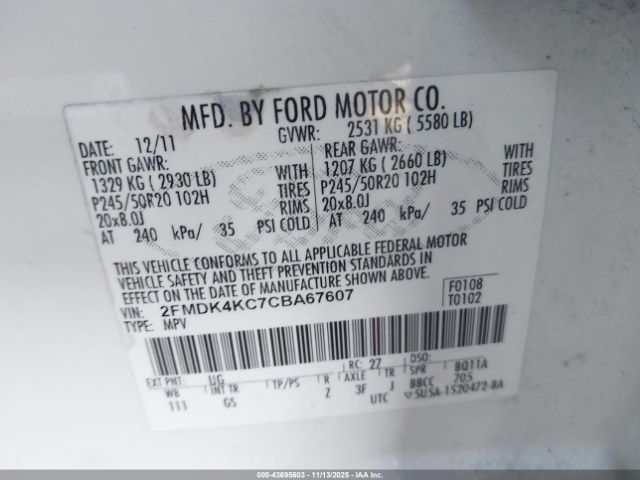 MFD. BY FORD MOTOR CO.
DATE: 12/11 GVWR: 2531 KG ( 5580 LB)
FRONT GAWR: REAR GAWR:
1329 KG ( 2930 LB) WITH 1207 KG ( 2660 LB) WITH
P245/50R20 102H TIRES P245/50R20 102H TIRES
20x8.0J RIMS 20x8.0J RIMS
AT 240 kPa/ 35 PSI COLD AT 240 kPa/ 35 PSI COLD
THIS VEHICLE CONFORMS TO ALL APPLICABLE FEDERAL MOTOR
VEHICLE SAFETY AND THEFT PREVENTION STANDARDS IN
EFFECT ON THE DATE OF MANUFACTURE SHOWN ABOVE.
VIN: 2FMDK4KC7CBA67607 F0108
TYPE: MPV T0102
EXT PNT: UG RC: 27 DSO:
WB INT TR TP/PS R AXLE TR SPR BQ11A
111 GS Z 3F J BBCC 705
UTC ▽5U5A-1520472-BA
000-43695603 - 11/13/2025 - IAA, Inc.